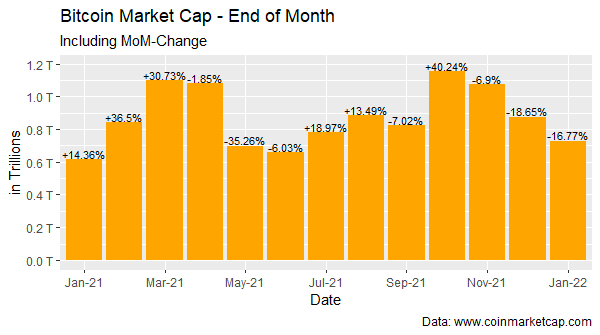 Bitcoin Market Cap - End of Month
Including MoM-Change
1.2 T
1.0 T
0.8 T
0.6 T
0.4 T
0.2 T
0.0 T
in Trillions
+14.36%
+36.5%
+30.73%
-1.85%
-35.26%
-6.03%
+18.97%
+13.49%
-7.02%
+40.24%
-6.9%
-18.65%
-16.77%
Jan-21
Mar-21
May-21
Jul-21
Sep-21
Nov-21
Jan-22
Date
Data: www.coinmarketcap.com